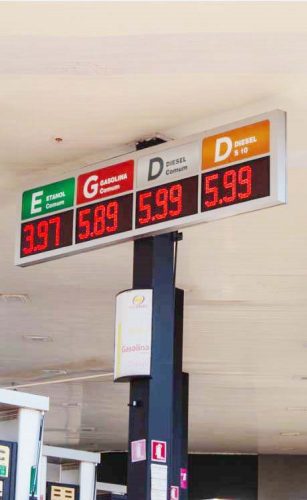 E ETANOL
Comum
3.97
G GASOLINA
Comum
5.89
D DIESEL
Comum
5.99
D DIESEL
S 10
5.99
Gasolina